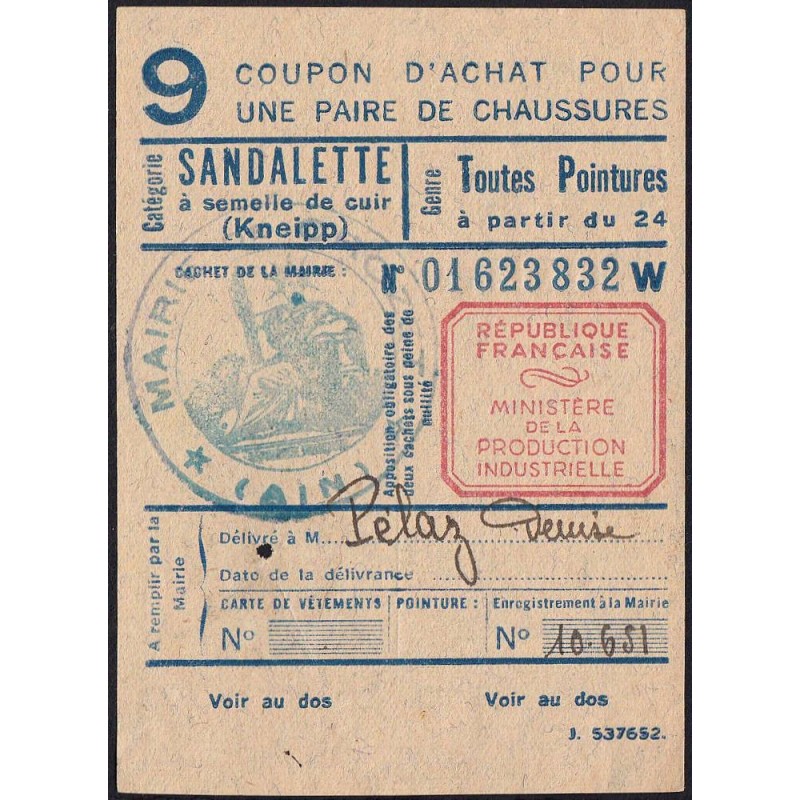 9
COUPON D'ACHAT POUR
UNE PAIRE DE CHAUSSURES
Catégorie
SANDALETTE
à semelle de cuir
(Kneipp)
Genre
Toutes Pointures
à partir du 24
CACHET DE LA MAIRIE :
N° 01623832 W
MAIRIE
(AIN)
Apposition obligatoire des
deux cachets sous peine de
nullité
RÉPUBLIQUE
FRANÇAISE
MINISTÈRE
DE LA
PRODUCTION
INDUSTRIELLE
A remplir par la
Mairie
Délivré à M. Pélaz Denise
Date de la délivrance
CARTE DE VÊTEMENTS
N°
POINTURE :
Enregistrement à la Mairie
N° 10.651
Voir au dos
Voir au dos
J. 537652.